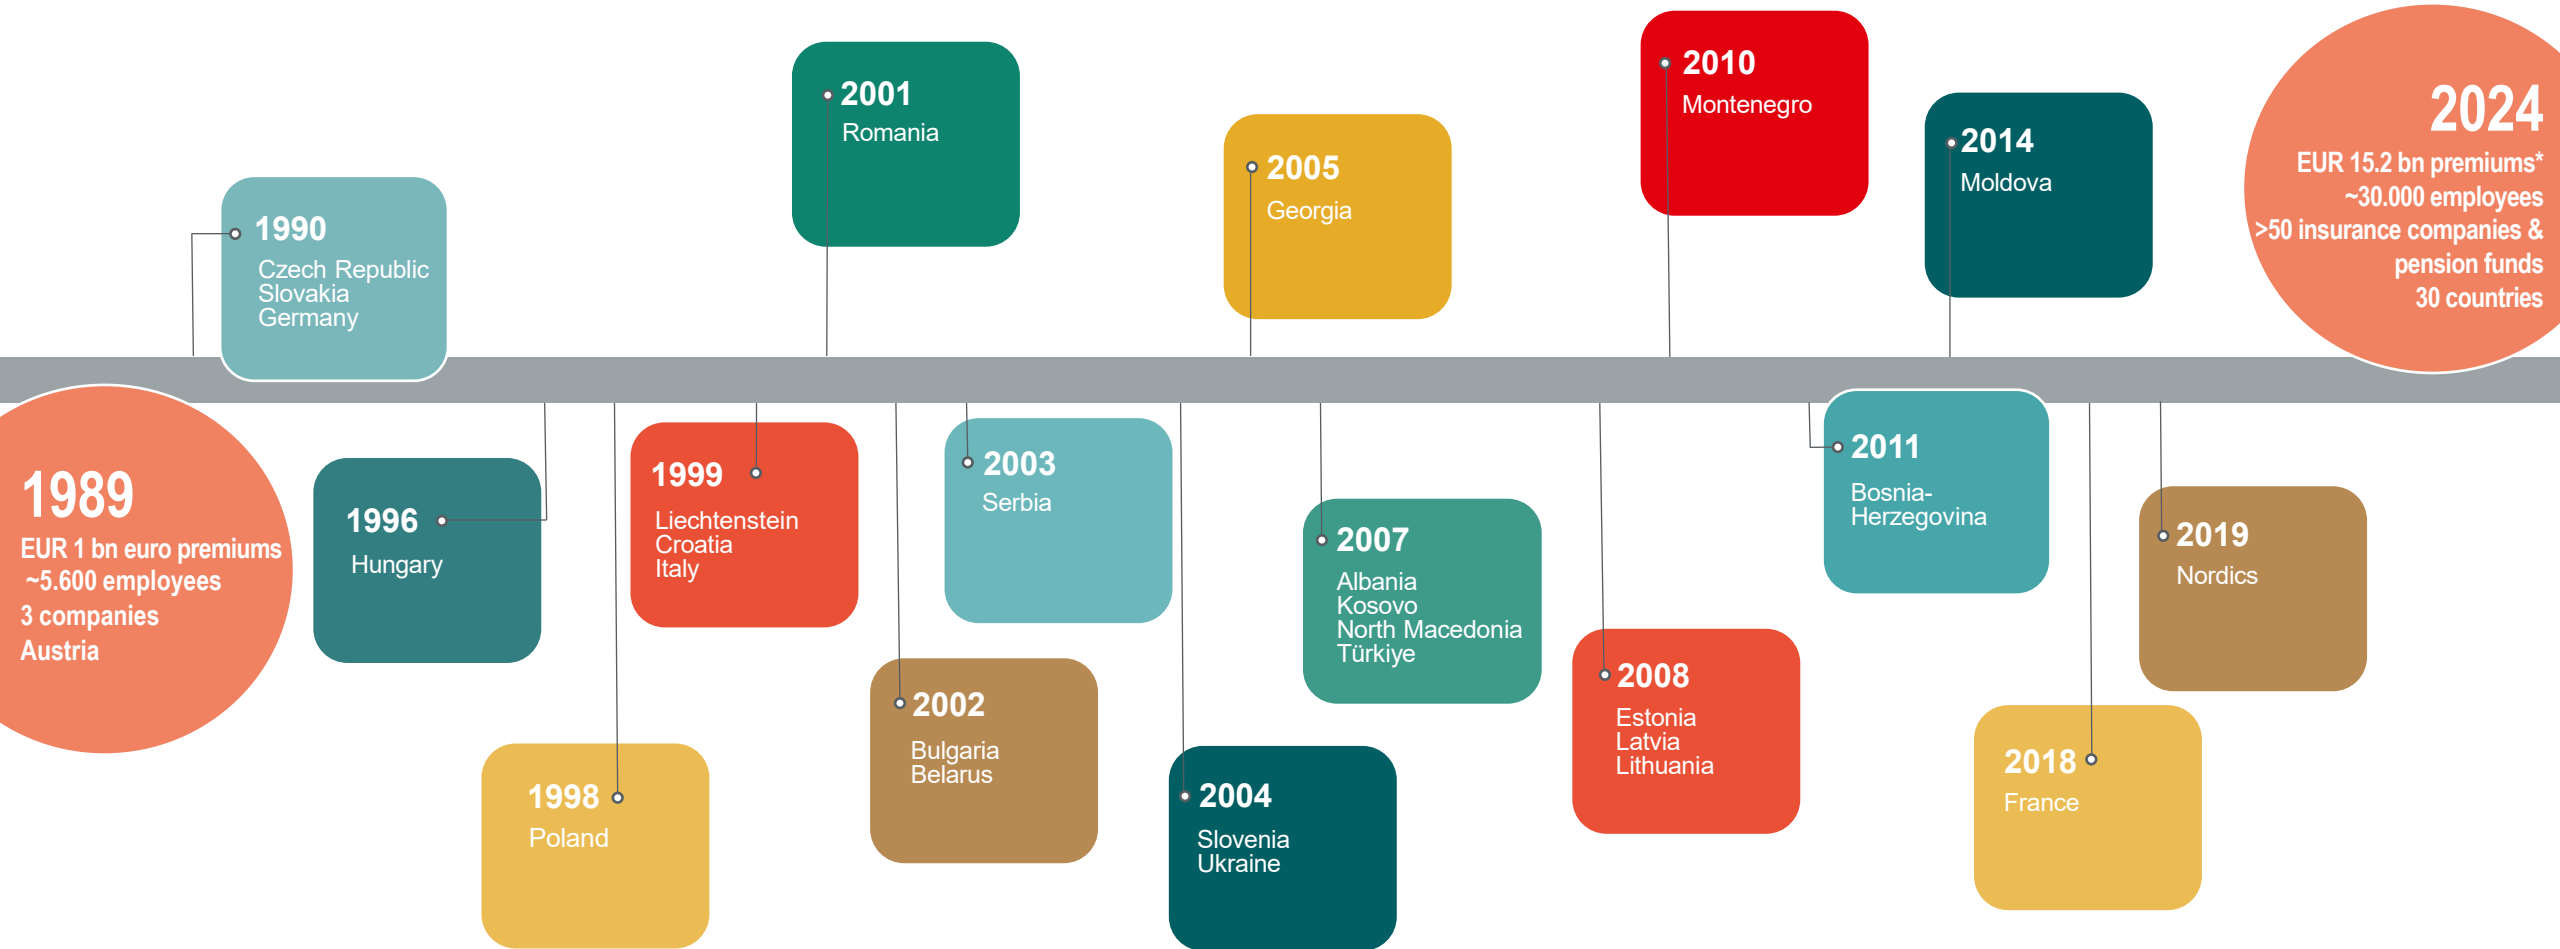 1989
EUR 1 bn euro premiums
~5.600 employees
3 companies
Austria
1990
Czech Republic
Slovakia
Germany
1996
Hungary
1998
Poland
1999
Liechtenstein
Croatia
Italy
2001
Romania
2002
Bulgaria
Belarus
2003
Serbia
2004
Slovenia
Ukraine
2005
Georgia
2007
Albania
Kosovo
North Macedonia
Türkiye
2008
Estonia
Latvia
Lithuania
2010
Montenegro
2011
Bosnia-
Herzegovina
2014
Moldova
2018
France
2019
Nordics
2024
EUR 15.2 bn premiums*
~30.000 employees
>50 insurance companies &
pension funds
30 countries